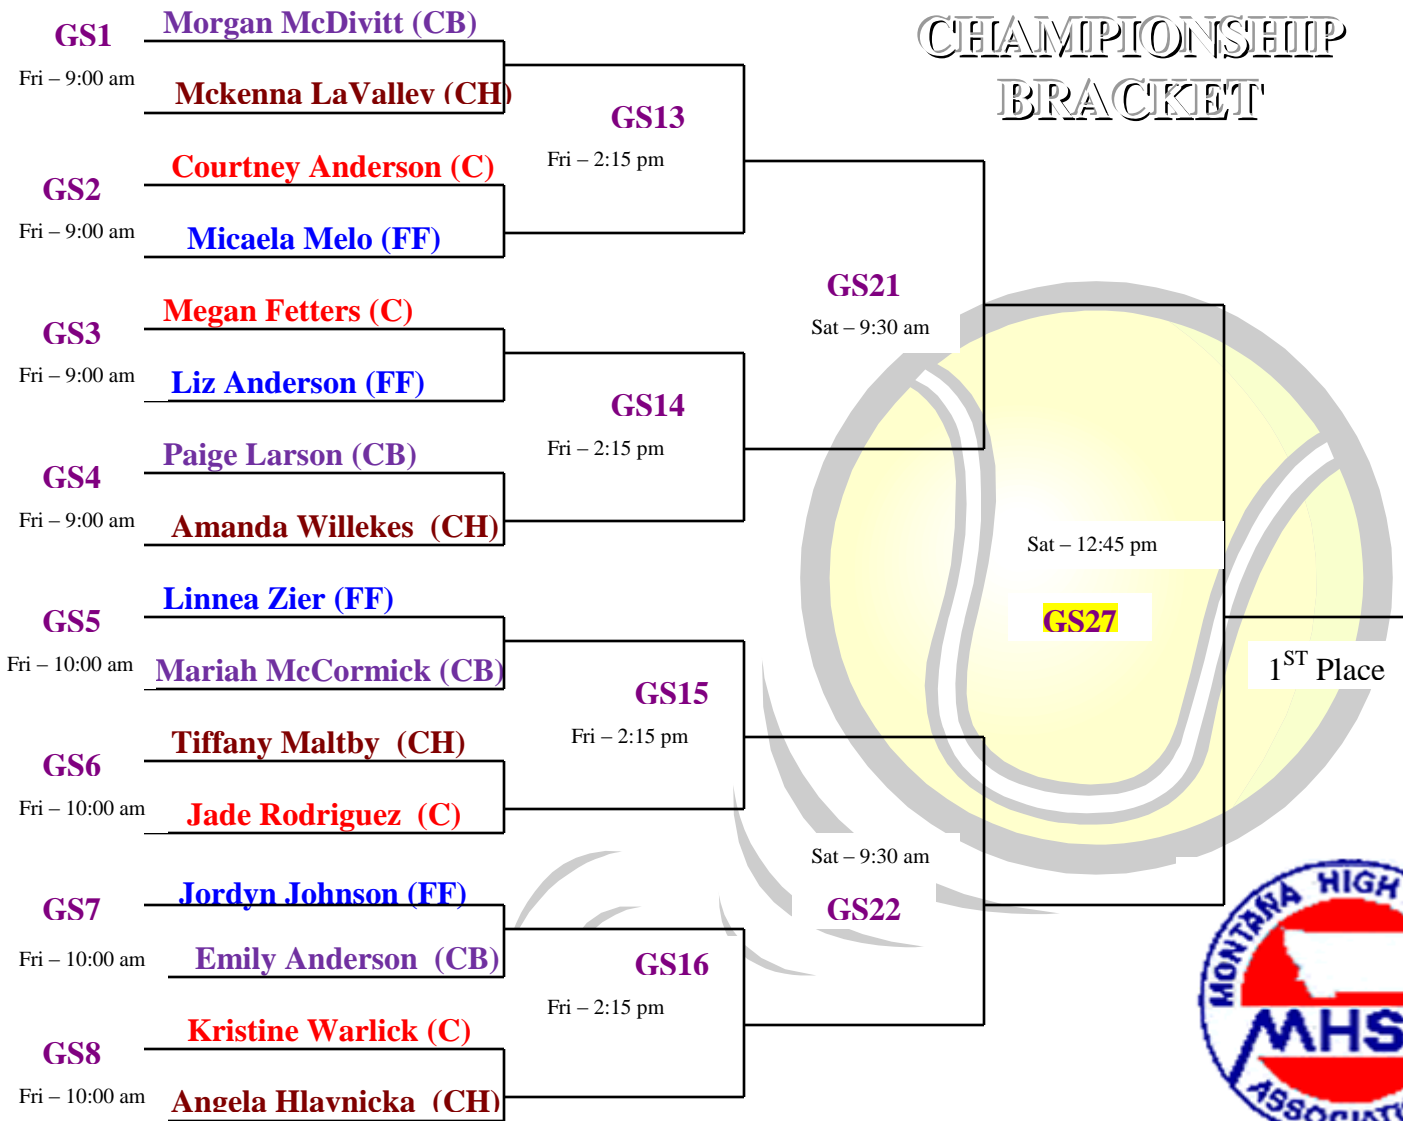 CHAMPIONSHIP
BRACKET
GS1
Morgan McDivitt (CB)
Fri – 9:00 am
Mckenna LaValley (CH)
GS13
Fri – 2:15 pm
Courtney Anderson (C)
GS2
Fri – 9:00 am
Micaela Melo (FF)
GS21
Sat – 9:30 am
Megan Fetters (C)
GS3
Fri – 9:00 am
Liz Anderson (FF)
GS14
Fri – 2:15 pm
Paige Larson (CB)
GS4
Fri – 9:00 am
Amanda Willekes (CH)
Sat – 12:45 pm
GS27
1ST Place
Linnea Zier (FF)
GS5
Fri – 10:00 am
Mariah McCormick (CB)
GS15
Fri – 2:15 pm
Tiffany Maltby (CH)
GS6
Fri – 10:00 am
Jade Rodriguez (C)
Sat – 9:30 am
GS22
Jordyn Johnson (FF)
GS7
Fri – 10:00 am
Emily Anderson (CB)
GS16
Fri – 2:15 pm
Kristine Warlick (C)
GS8
Fri – 10:00 am
Angela Hlavnicka (CH)
MONTANA HIGH
MHS